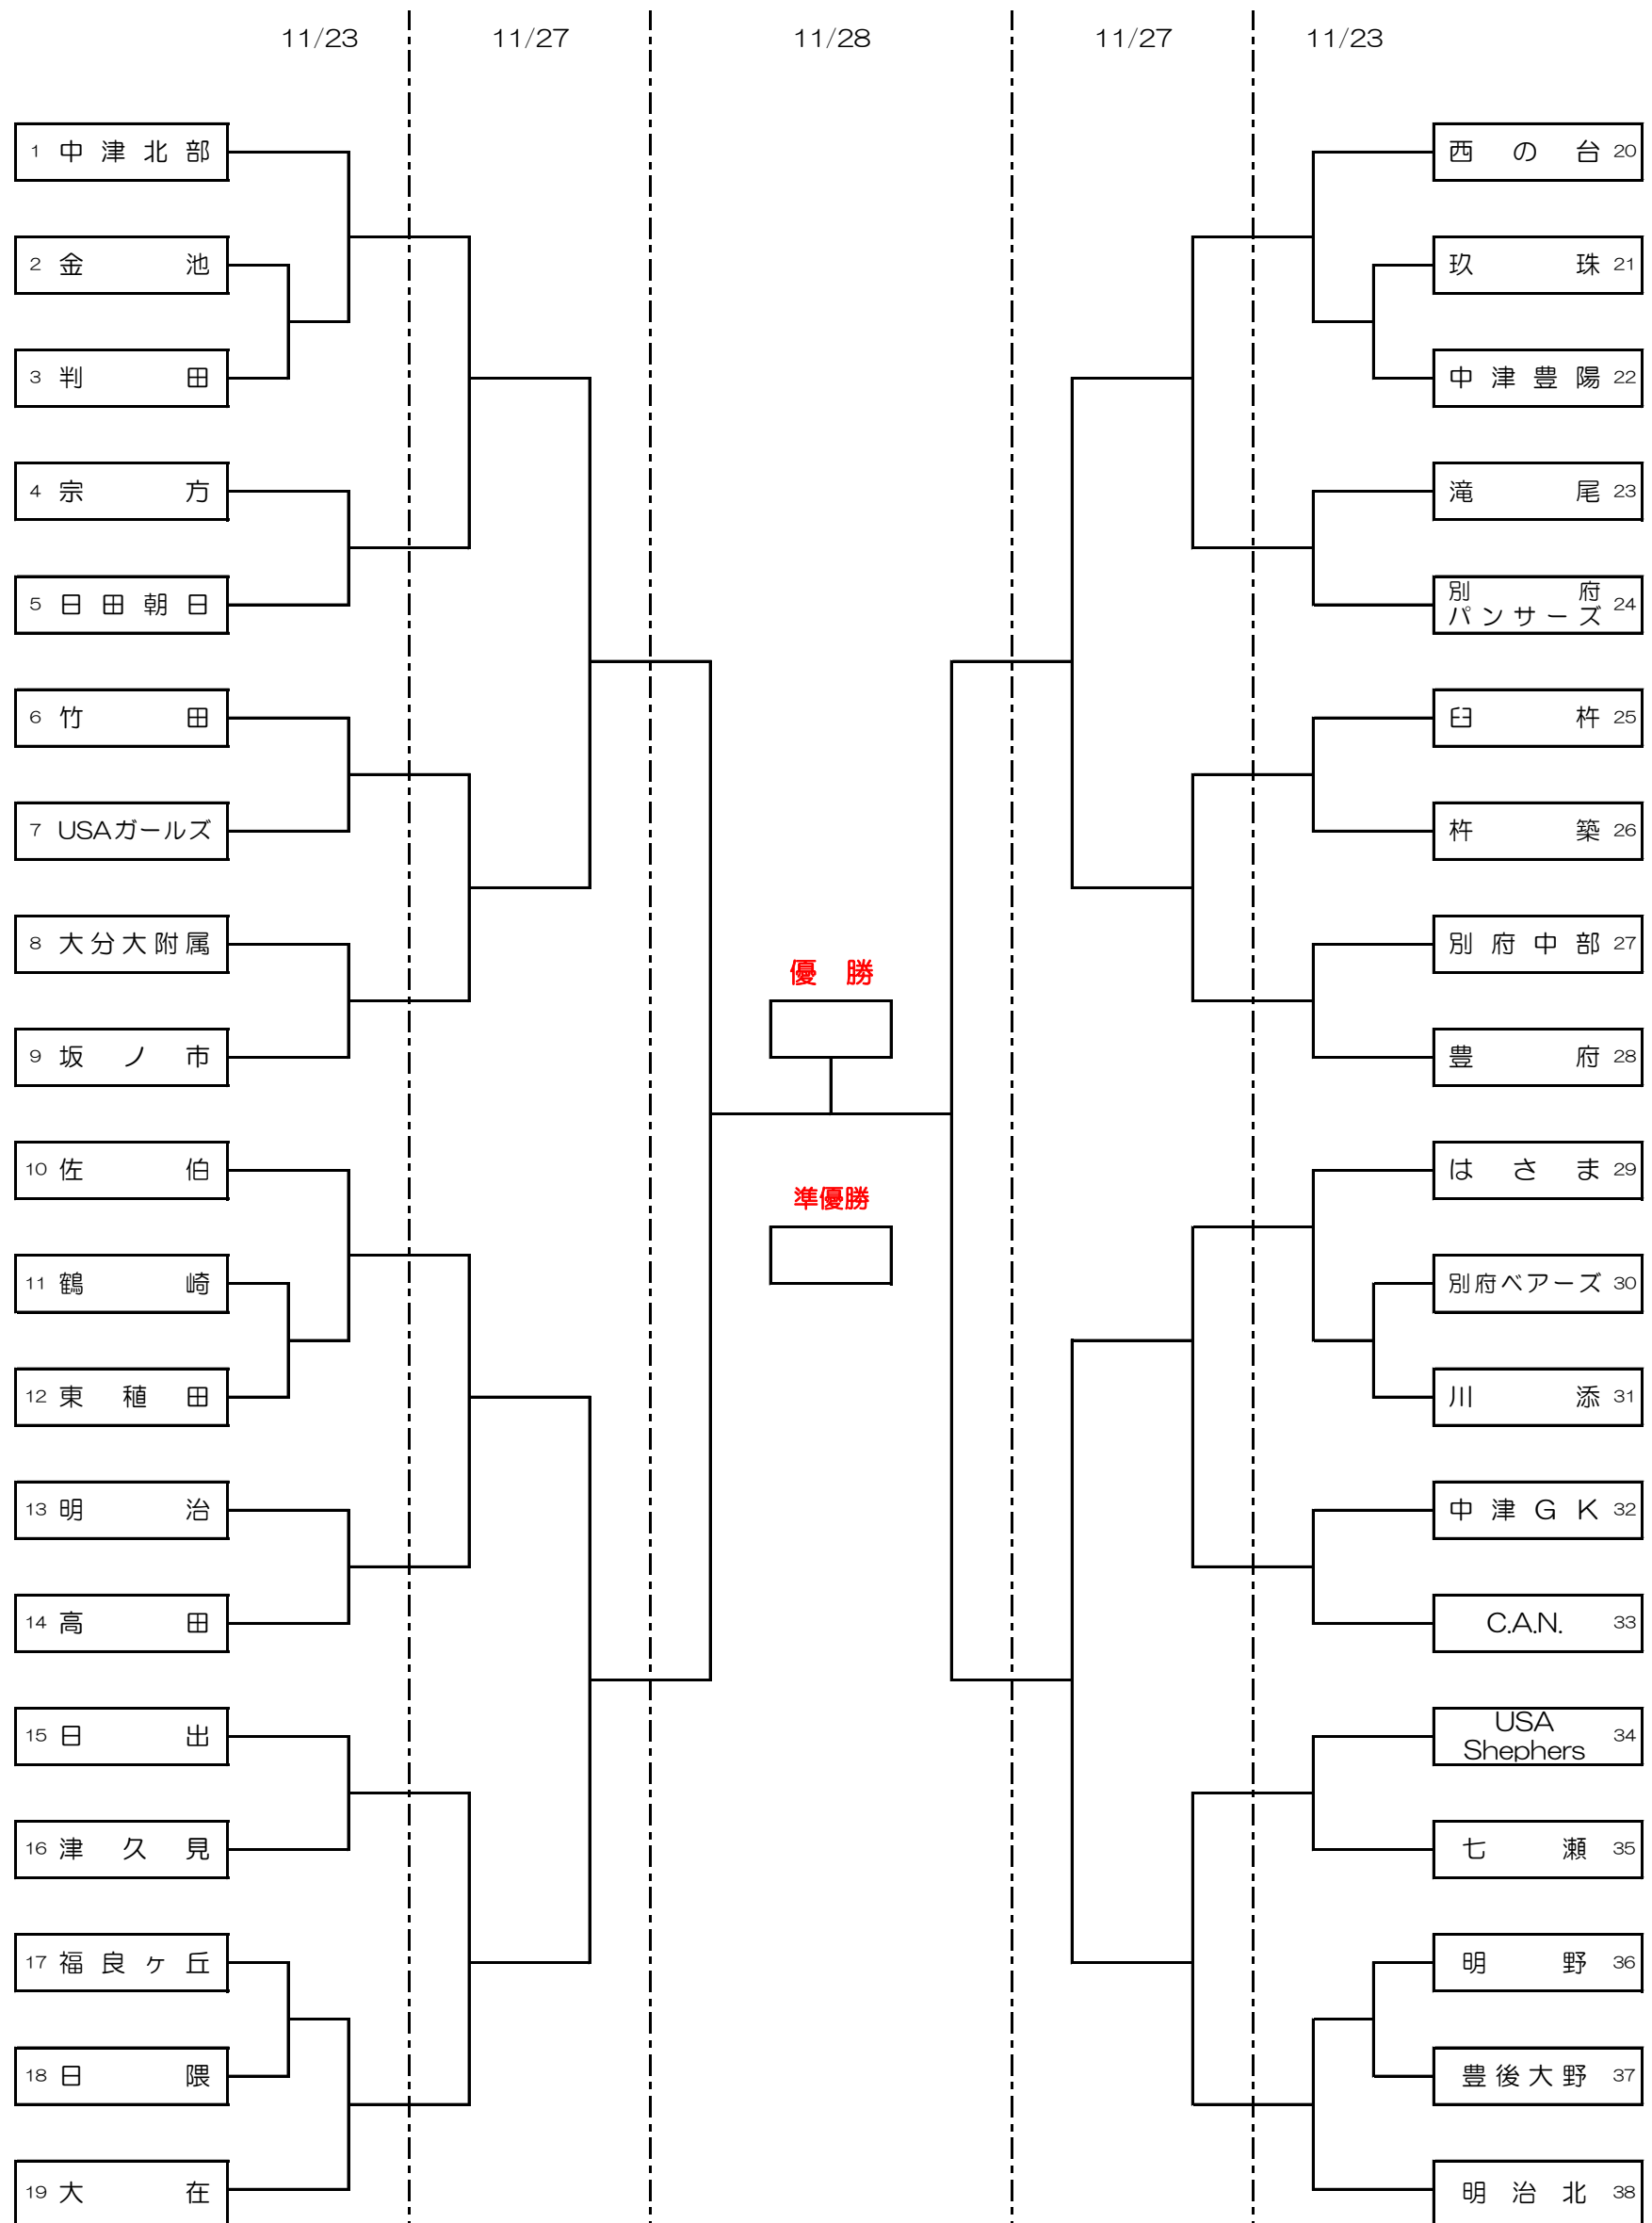 11/23 11/27 11/28 11/27 11/23
1 中津北部
2 金池
3 判田
4 宗方
5 日田朝日
6 竹田
7 USAガールズ
8 大分大附属
9 坂ノ市
10 佐伯
11 鶴崎
12 東稙田
13 明治
14 高田
15 日出
16 津久見
17 福良ヶ丘
18 日隈
19 大在
優勝
準優勝
西の台 20
玖珠 21
中津豊陽 22
滝尾 23
別府
パンサーズ 24
臼杵 25
杵築 26
別府中部 27
豊府 28
はさま 29
別府ベアーズ 30
川添 31
中津GK 32
C.A.N. 33
USA
Shephers 34
七瀬 35
明野 36
豊後大野 37
明治北 38